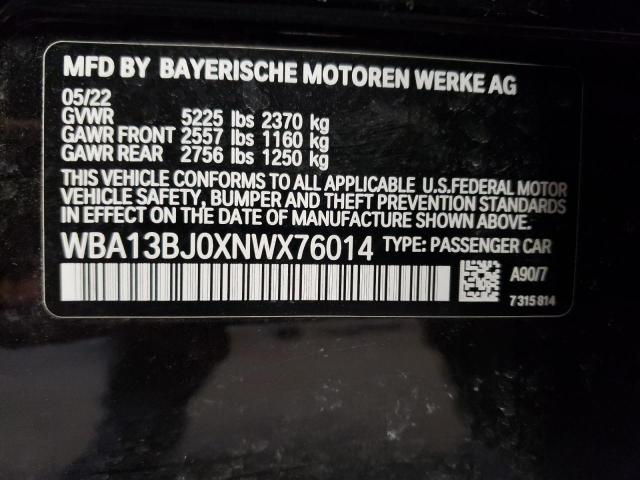 MFD BY BAYERISCHE MOTOREN WERKE AG
05/22
GVWR 5225 lbs 2370 kg
GAWR FRONT 2557 lbs 1160 kg
GAWR REAR 2756 lbs 1250 kg
THIS VEHICLE CONFORMS TO ALL APPLICABLE U.S.FEDERAL MOTOR
VEHICLE SAFETY, BUMPER AND THEFT PREVENTION STANDARDS
IN EFFECT ON THE DATE OF MANUFACTURE SHOWN ABOVE.
WBA13BJ0XNWX76014 TYPE: PASSENGER CAR
A90/7
7315814